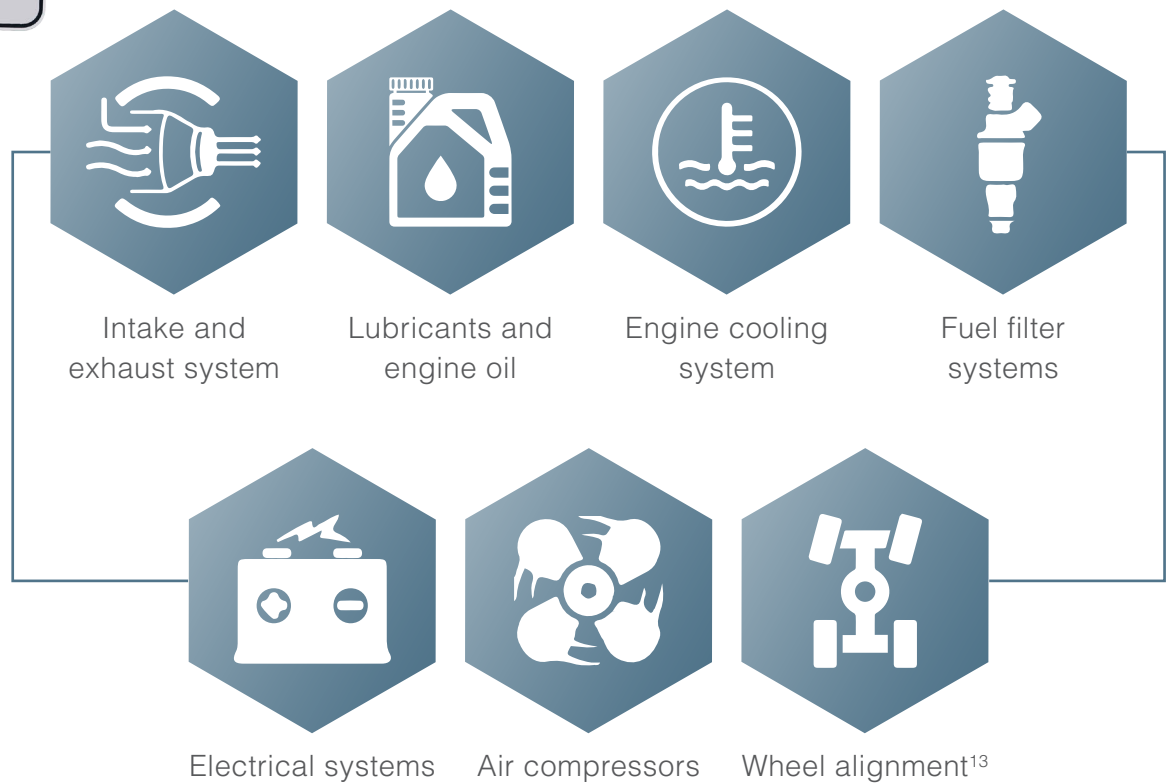 Intake and
exhaust system
Lubricants and
engine oil
Engine cooling
system
Fuel filter
systems
Electrical systems
Air compressors
Wheel alignment¹³